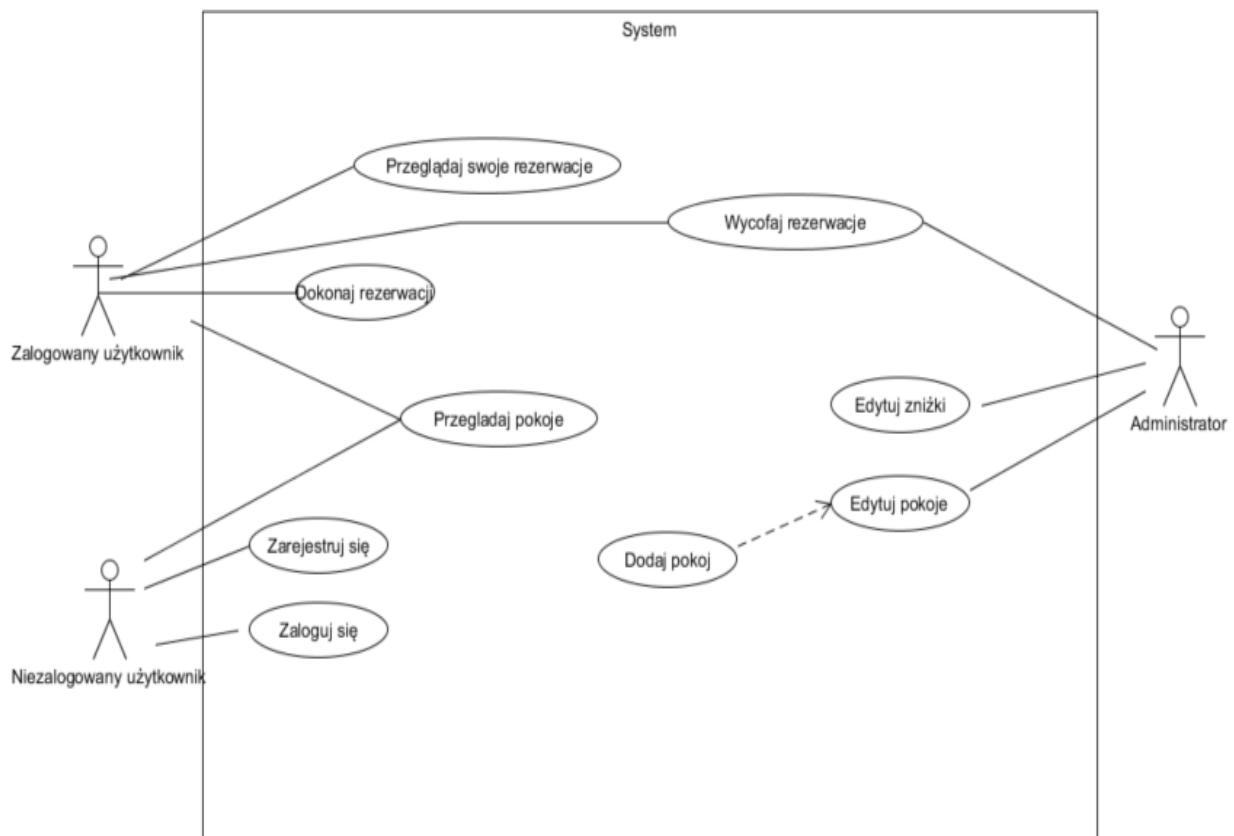 System
Przeglądaj swoje rezerwacje
Wycofaj rezerwacje
Dokonaj rezerwacji
Zalogowany użytkownik
Edytuj zniżki
Przegladaj pokoje
Administrator
Edytuj pokoje
Zarejestruj się
Dodaj pokoj
Zaloguj się
Niezalogowany użytkownik